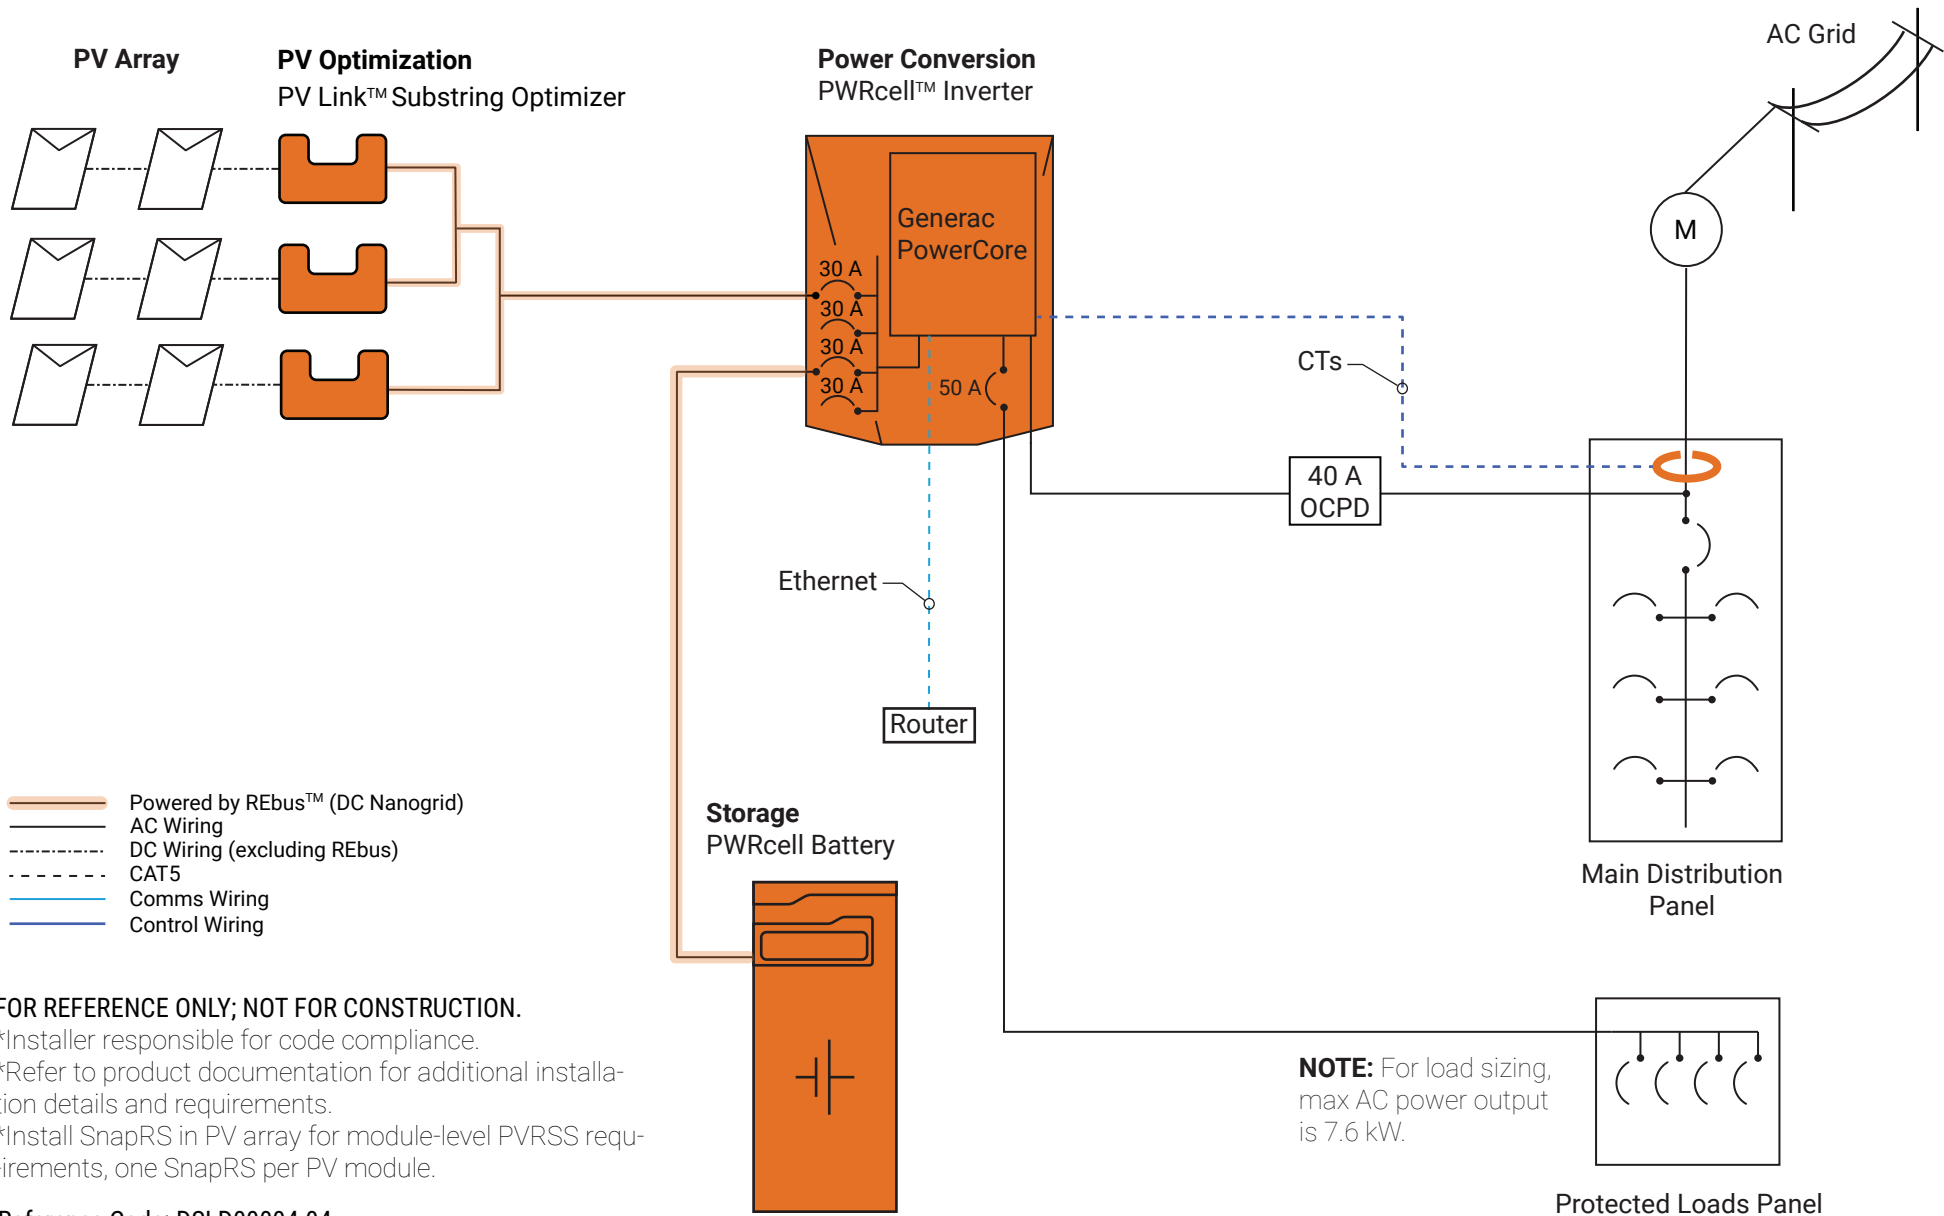 PV Array
PV Optimization
PV Link™ Substring Optimizer
Power Conversion
PWRcell™ Inverter
AC Grid
Generac
PowerCore
30 A
30 A
30 A
30 A
50 A
M
CTs
40 A
OCPD
Ethernet
Router
Powered by REbus™ (DC Nanogrid)
AC Wiring
DC Wiring (excluding REbus)
CAT5
Comms Wiring
Control Wiring
Storage
PWRcell Battery
Main Distribution
Panel
FOR REFERENCE ONLY; NOT FOR CONSTRUCTION.
*Installer responsible for code compliance.
*Refer to product documentation for additional installa-
tion details and requirements.
*Install SnapRS in PV array for module-level PVRSS requ-
irements, one SnapRS per PV module.
NOTE: For load sizing,
max AC power output
is 7.6 kW.
Protected Loads Panel